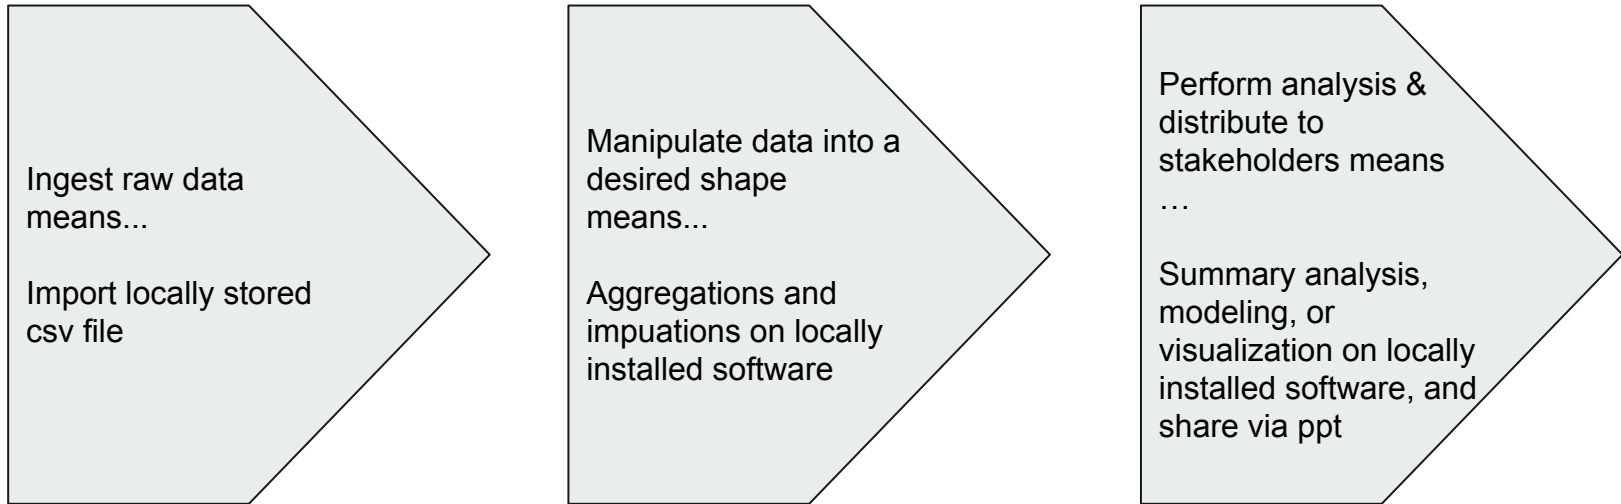 Ingest raw data
means...
Import locally stored
csv file
Manipulate data into a
desired shape
means...
Aggregations and
impuations on locally
installed software
Perform analysis &
distribute to
stakeholders means
…
Summary analysis,
modeling, or
visualization on locally
installed software, and
share via ppt